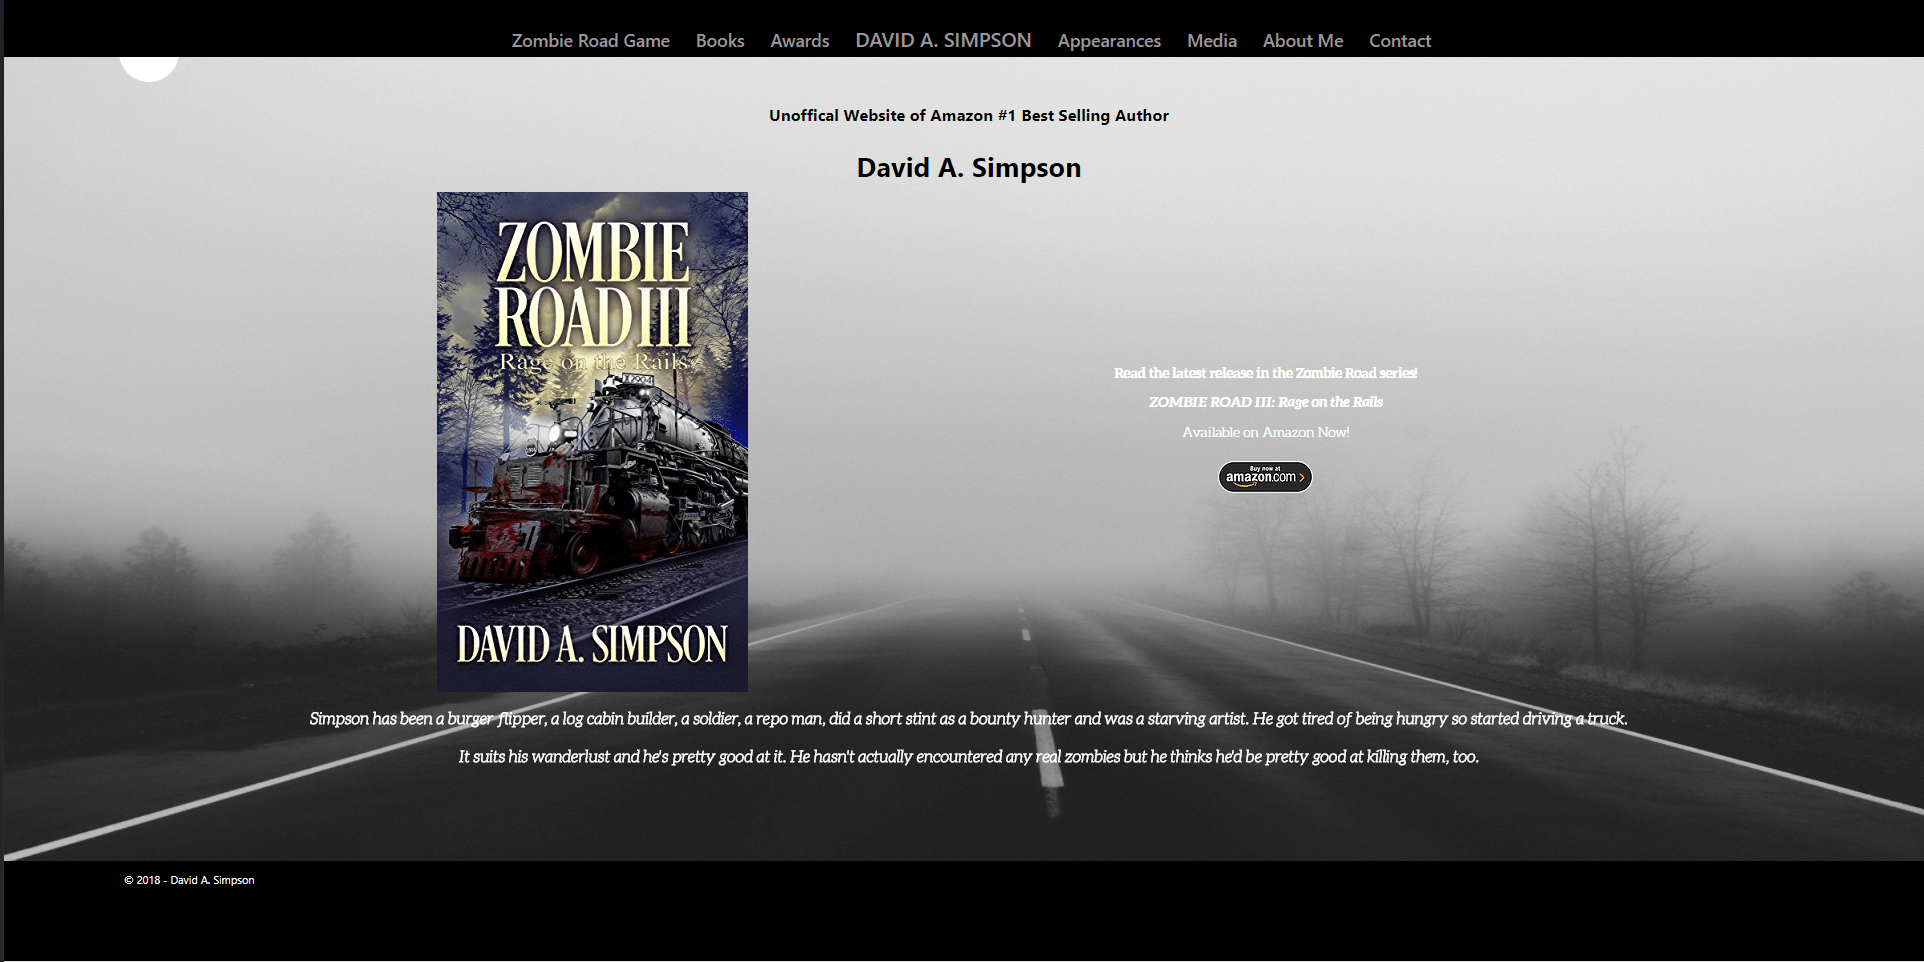 Zombie Road Game Books Awards DAVID A. SIMPSON Appearances Media About Me Contact
Unoffical Website of Amazon #1 Best Selling Author
David A. Simpson
ZOMBIE
ROAD III
Rage on the Rails
DAVID A. SIMPSON
Read the latest release in the Zombie Road series!
ZOMBIE ROAD III: Rage on the Rails
Available on Amazon Now!
Buy now at
amazon.com >
Simpson has been a burger flipper, a log cabin builder, a soldier, a repo man, did a short stint as a bounty hunter and was a starving artist. He got tired of being hungry so started driving a truck.
It suits his wanderlust and he's pretty good at it. He hasn't actually encountered any real zombies but he thinks he'd be pretty good at killing them, too.
© 2018 - David A. Simpson